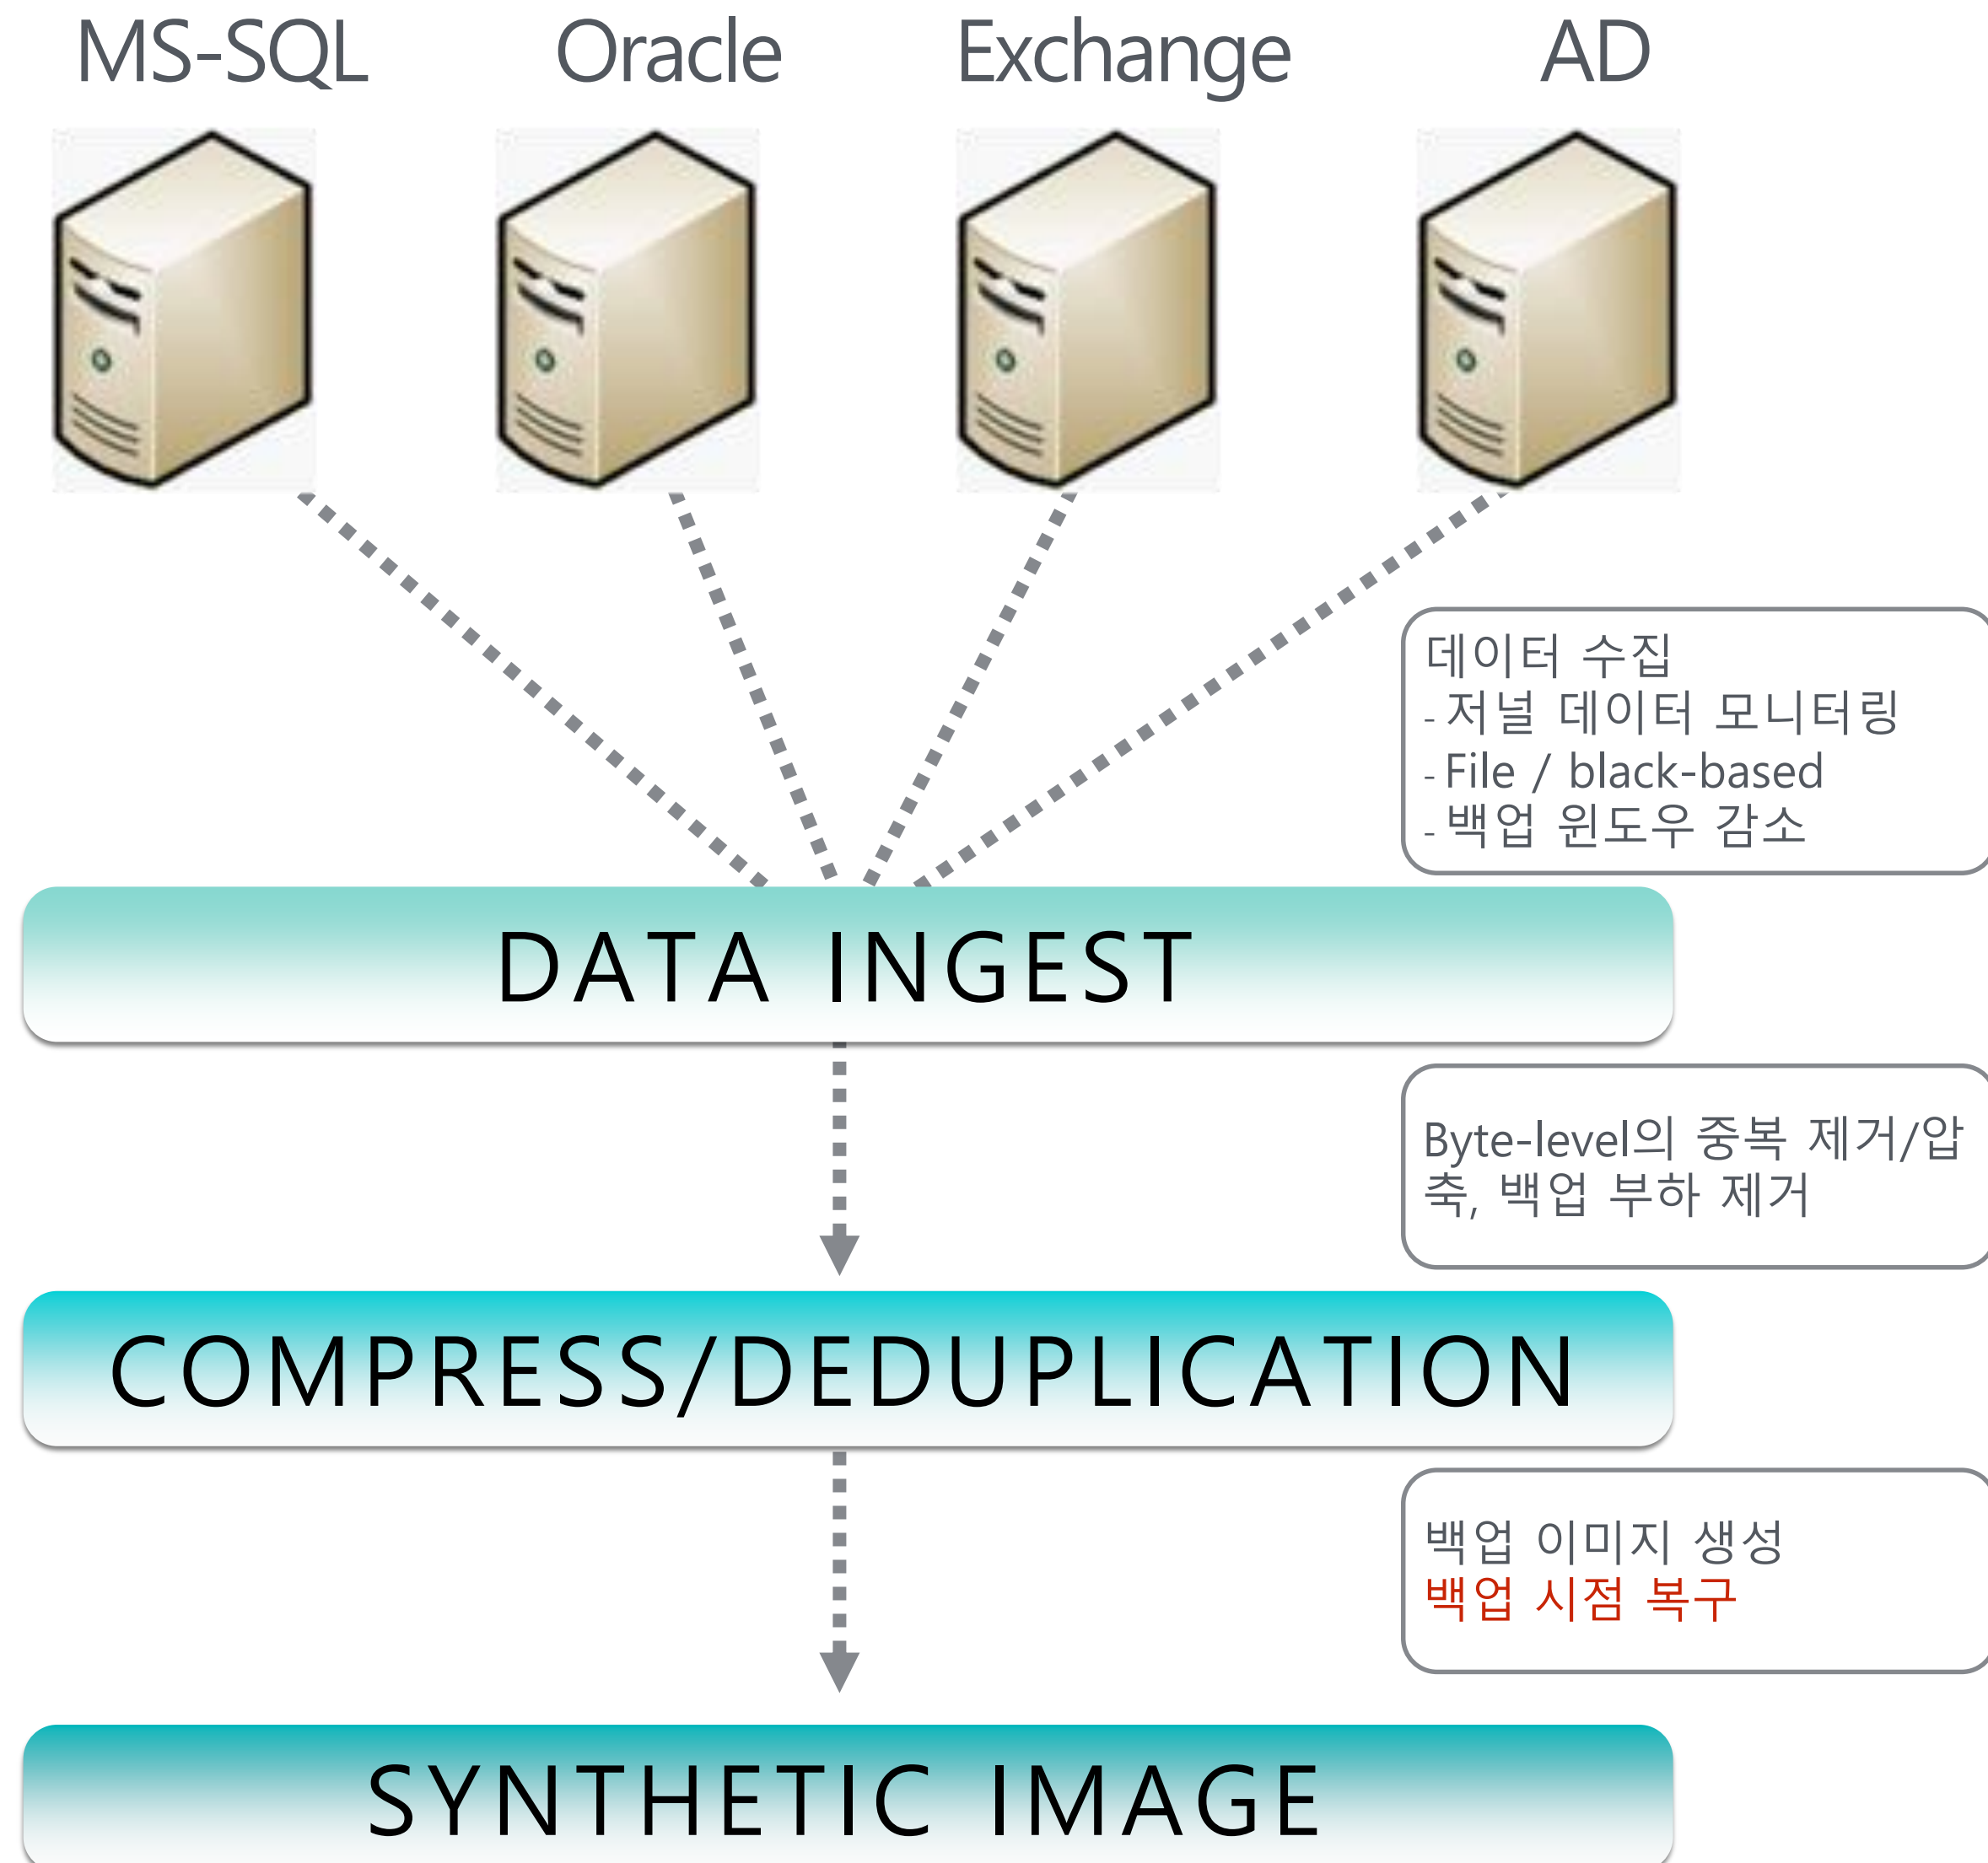 MS-SQL Oracle Exchange AD
데이터 수집
- 저널 데이터 모니터링
- File / black-based
- 백업 윈도우 감소
DATA INGEST
Byte-level의 중복 제거/압
축, 백업 부하 제거
COMPRESS/DEDUPLICATION
백업 이미지 생성
백업 시점 복구
SYNTHETIC IMAGE